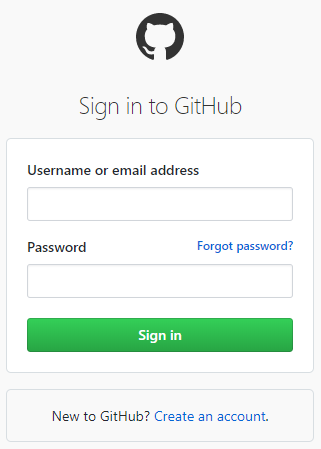 Sign in to GitHub
Username or email address
Password Forgot password?
Sign in
New to GitHub? Create an account.